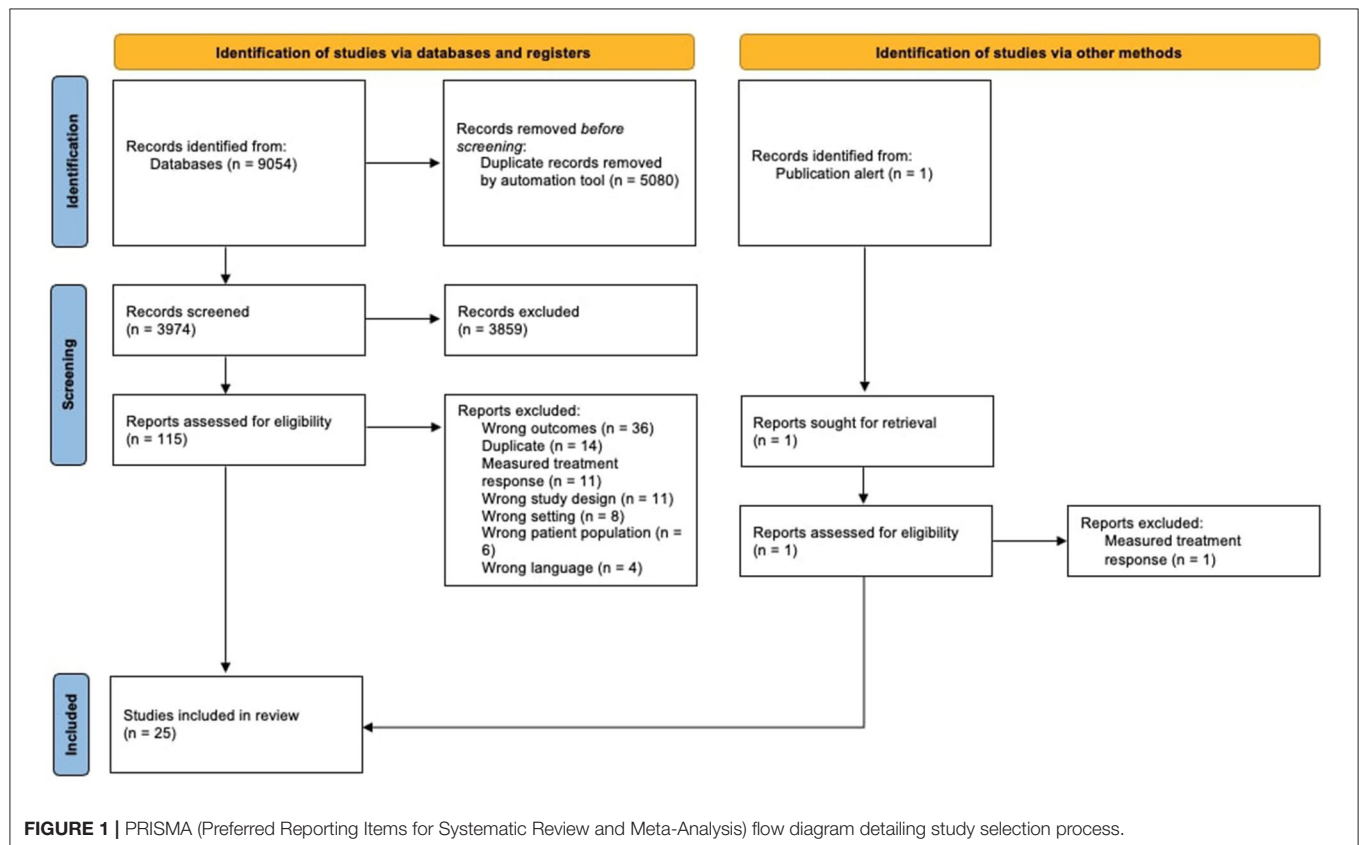 Identification of studies via databases and registers
Identification of studies via other methods
Identification
Records identified from:
Databases (n = 9054)
Records removed before
screening:
Duplicate records removed
by automation tool (n = 5080)
Records identified from:
Publication alert (n = 1)
Screening
Records screened
(n = 3974)
Records excluded
(n = 3859)
Reports assessed for eligibility
(n = 115)
Reports excluded:
Wrong outcomes (n = 36)
Duplicate (n = 14)
Measured treatment
response (n = 11)
Wrong study design (n = 11)
Wrong setting (n = 8)
Wrong patient population (n =
6)
Wrong language (n = 4)
Reports sought for retrieval
(n = 1)
Reports assessed for eligibility
(n = 1)
Reports excluded:
Measured treatment
response (n = 1)
Included
Studies included in review
(n = 25)
FIGURE 1 | PRISMA (Preferred Reporting Items for Systematic Review and Meta-Analysis) flow diagram detailing study selection process.